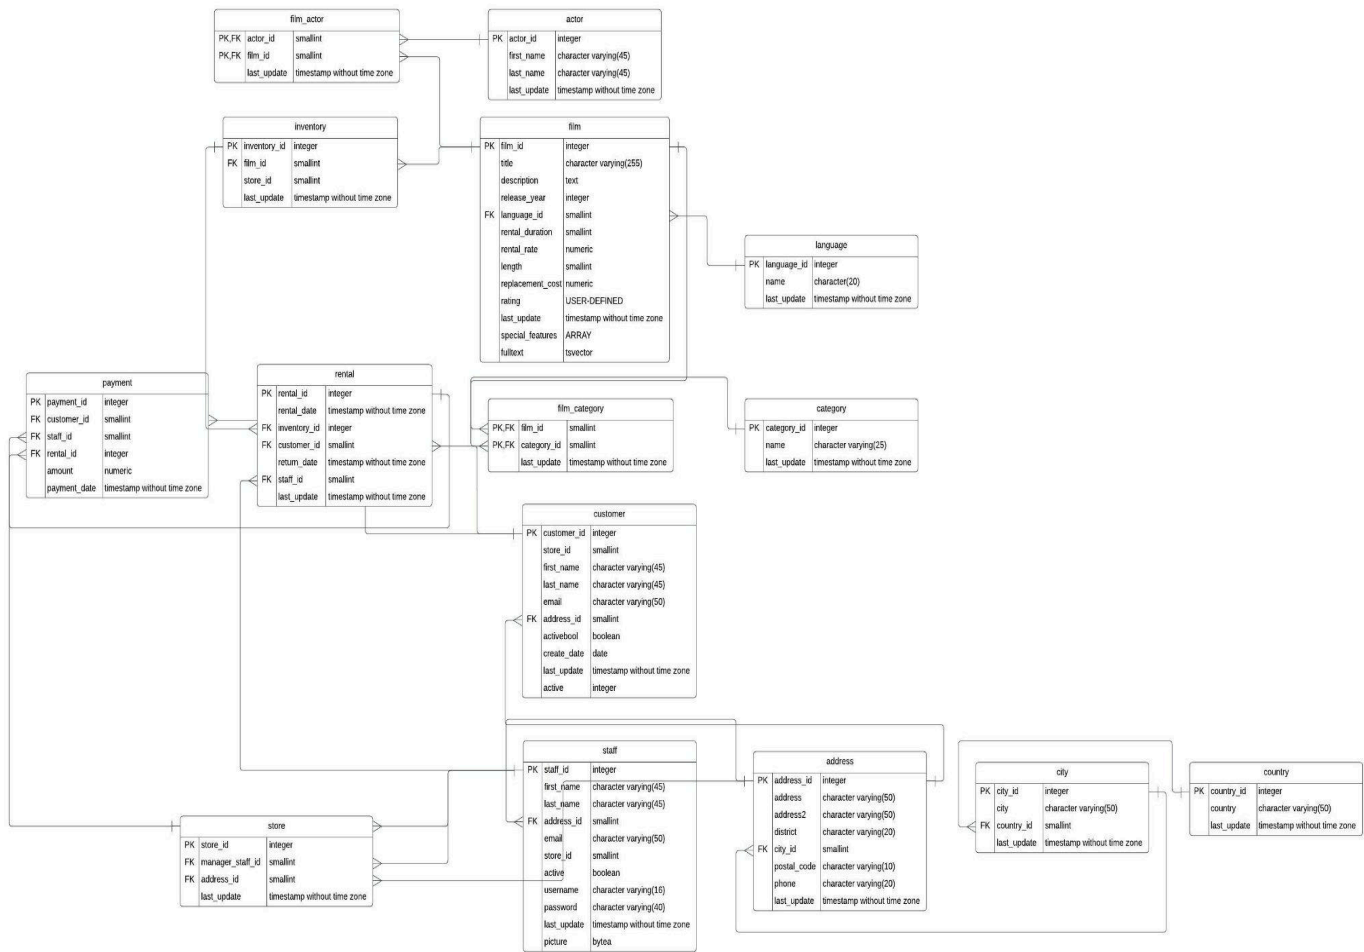 film_actor
PK,FK actor_id smallint
PK,FK film_id smallint
last_update timestamp without time zone
actor
PK actor_id integer
first_name character varying(45)
last_name character varying(45)
last_update timestamp without time zone
inventory
PK inventory_id integer
FK film_id smallint
store_id smallint
last_update timestamp without time zone
film
PK film_id integer
title character varying(255)
description text
release_year integer
FK language_id smallint
rental_duration smallint
rental_rate numeric
length smallint
replacement_cost numeric
rating USER-DEFINED
last_update timestamp without time zone
special_features ARRAY
fulltext tsvector
language
PK language_id integer
name character(20)
last_update timestamp without time zone
payment
PK payment_id integer
FK customer_id smallint
FK staff_id smallint
FK rental_id integer
amount numeric
payment_date timestamp without time zone
rental
PK rental_id integer
rental_date timestamp without time zone
FK inventory_id integer
FK customer_id smallint
return_date timestamp without time zone
FK staff_id smallint
last_update timestamp without time zone
film_category
PK,FK film_id smallint
PK,FK category_id smallint
last_update timestamp without time zone
category
PK category_id integer
name character varying(25)
last_update timestamp without time zone
customer
PK customer_id integer
store_id smallint
first_name character varying(45)
last_name character varying(45)
email character varying(50)
FK address_id smallint
activebool boolean
create_date date
last_update timestamp without time zone
active integer
staff
PK staff_id integer
first_name character varying(45)
last_name character varying(45)
FK address_id smallint
email character varying(50)
store_id smallint
active boolean
username character varying(16)
password character varying(40)
last_update timestamp without time zone
picture bytea
address
PK address_id integer
address character varying(50)
address2 character varying(50)
district character varying(20)
FK city_id smallint
postal_code character varying(10)
phone character varying(20)
last_update timestamp without time zone
city
PK city_id integer
city character varying(50)
FK country_id smallint
last_update timestamp without time zone
country
PK country_id integer
country character varying(50)
last_update timestamp without time zone
store
PK store_id integer
FK manager_staff_id smallint
FK address_id smallint
last_update timestamp without time zone